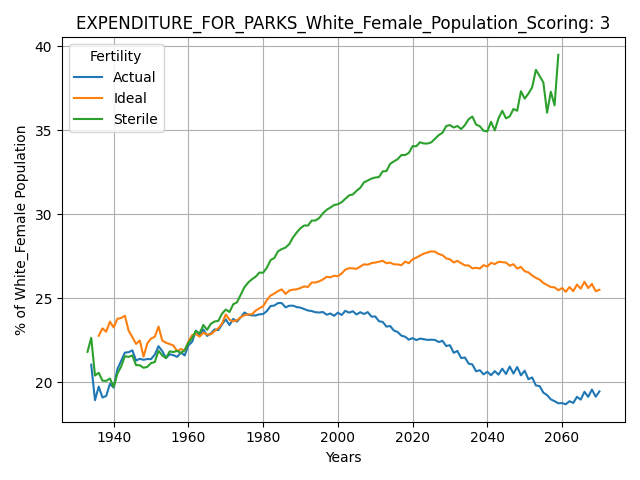 EXPENDITURE_FOR_PARKS_White_Female_Population_Scoring: 3
Fertility
Actual
Ideal
Sterile
% of White_Female Population
40
35
30
25
20
1940
1960
1980
2000
2020
2040
2060
Years